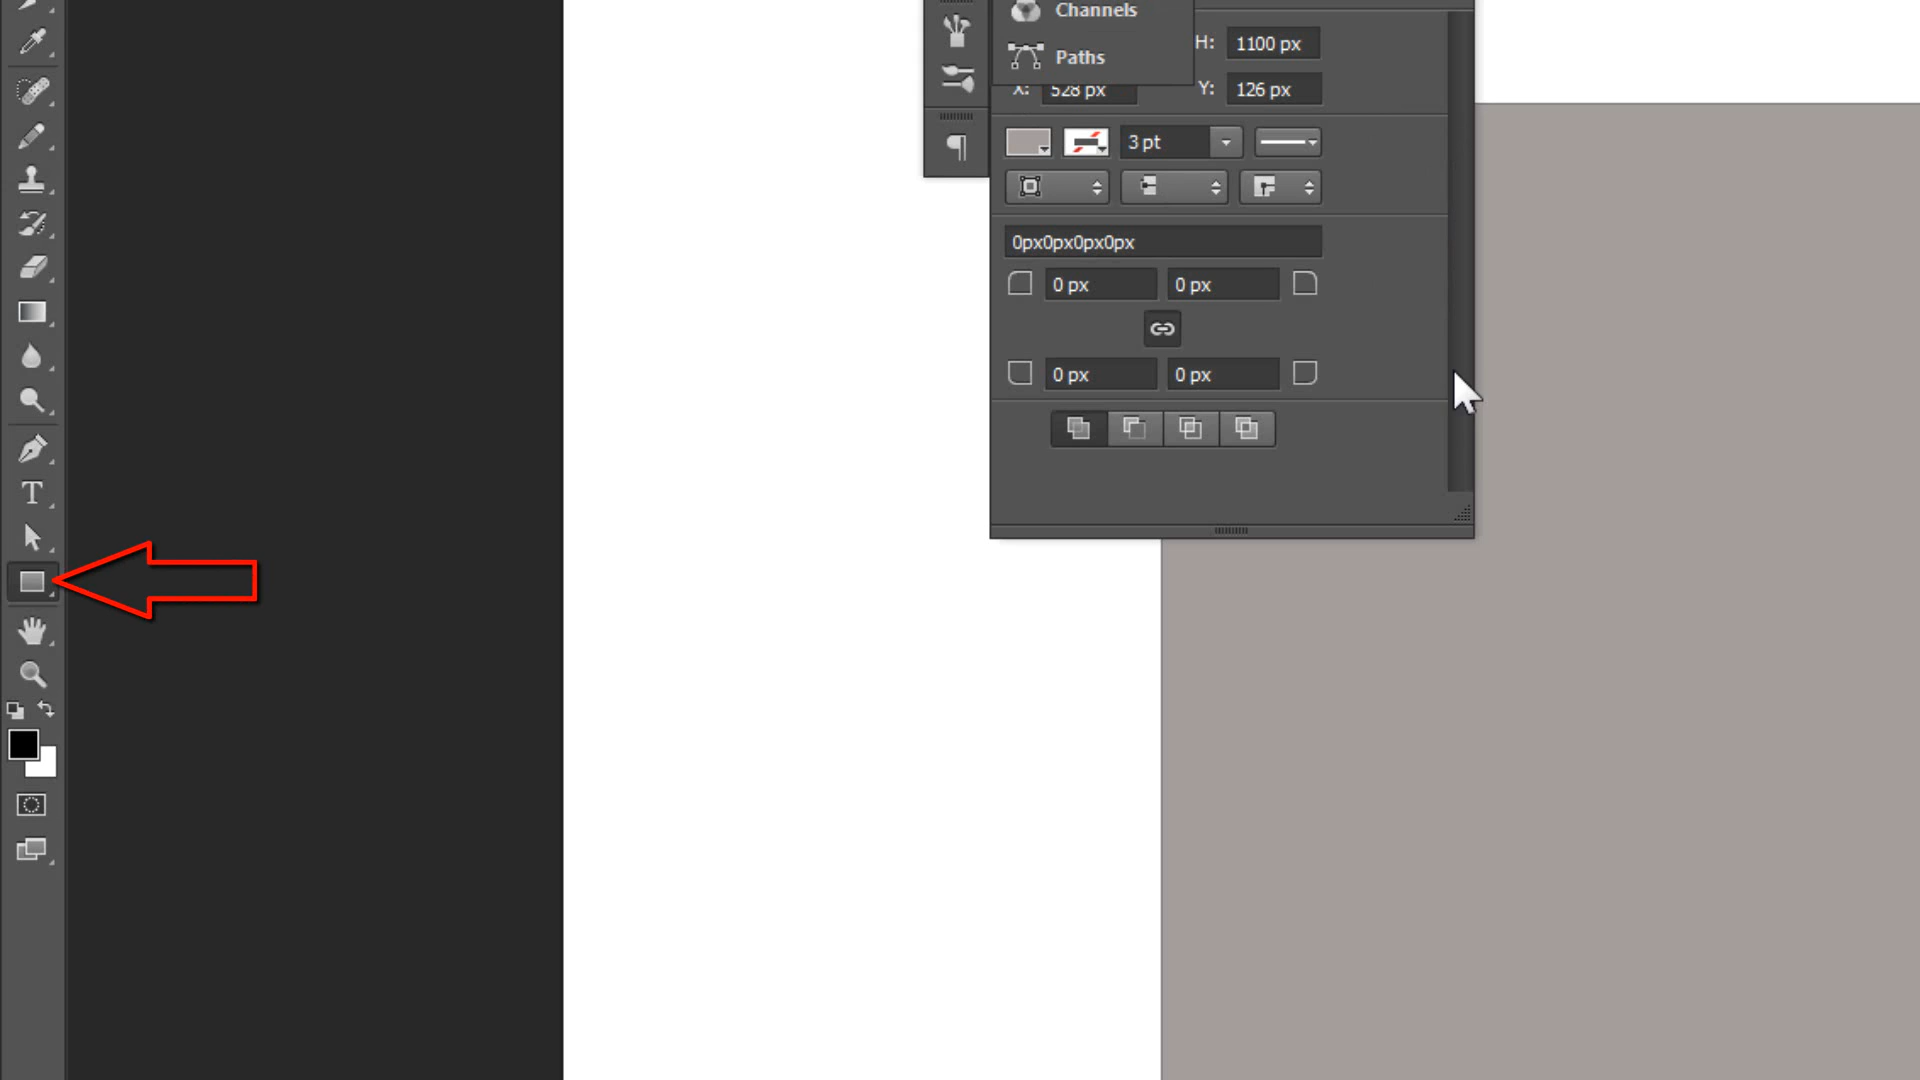 Channels
Paths
H: 1100 px
X: 528 px Y: 126 px
3 pt
0px0px0px0px
0 px 0 px
0 px 0 px